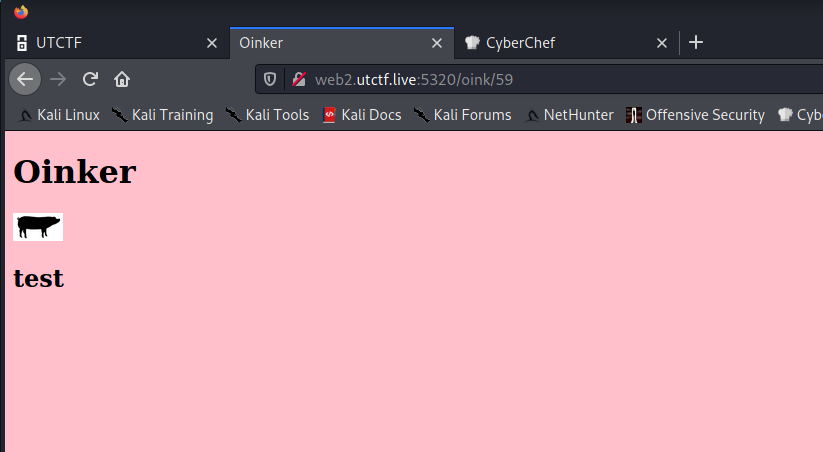 UTCTF
Oinker
CyberChef
web2.utctf.live:5320/oink/59
Kali Linux
Kali Training
Kali Tools
Kali Docs
Kali Forums
NetHunter
Offensive Security
Cyb
Oinker
test